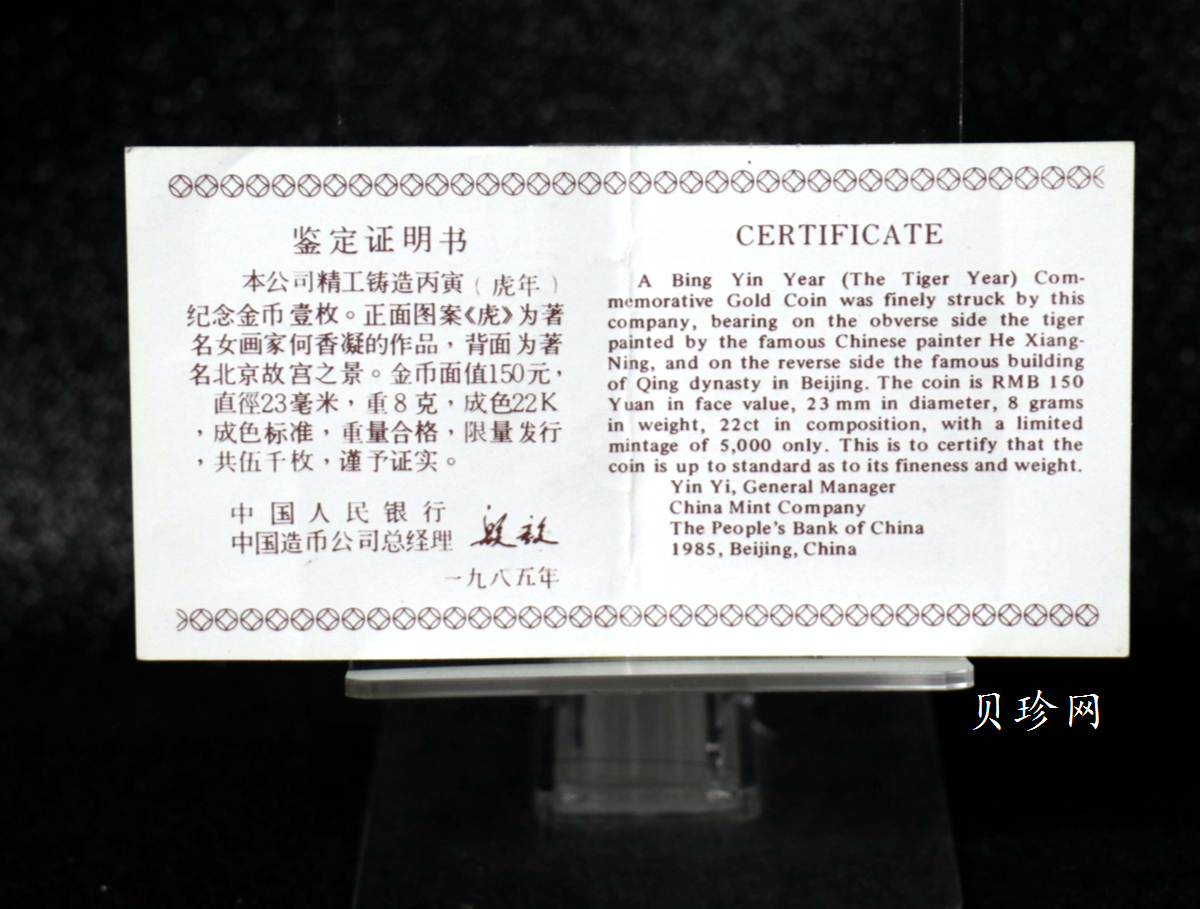 鉴定证明书
本公司精工铸造丙寅（虎年）
纪念金币壹枚。正面图案《虎》为著
名女画家何香凝的作品，背面为著
名北京故宫之景。金币面值150元，
直徑23毫米，重8克，成色22K
，成色标准，重量合格，限量发行
，共伍千枚，谨予证实。
中国人民银行
中国造币公司总经理 殷毅
一九八五年
CERTIFICATE
A Bing Yin Year (The Tiger Year) Com-
memorative Gold Coin was finely struck by this
company, bearing on the obverse side the tiger
painted by the famous Chinese painter He Xiang-
Ning, and on the reverse side the famous building
of Qing dynasty in Beijing. The coin is RMB 150
Yuan in face value, 23 mm in diameter, 8 grams
in weight, 22ct in composition, with a limited
mintage of 5,000 only. This is to certify that the
coin is up to standard as to its fineness and weight.
Yin Yi, General Manager
China Mint Company
The People's Bank of China
1985, Beijing, China
贝珍网